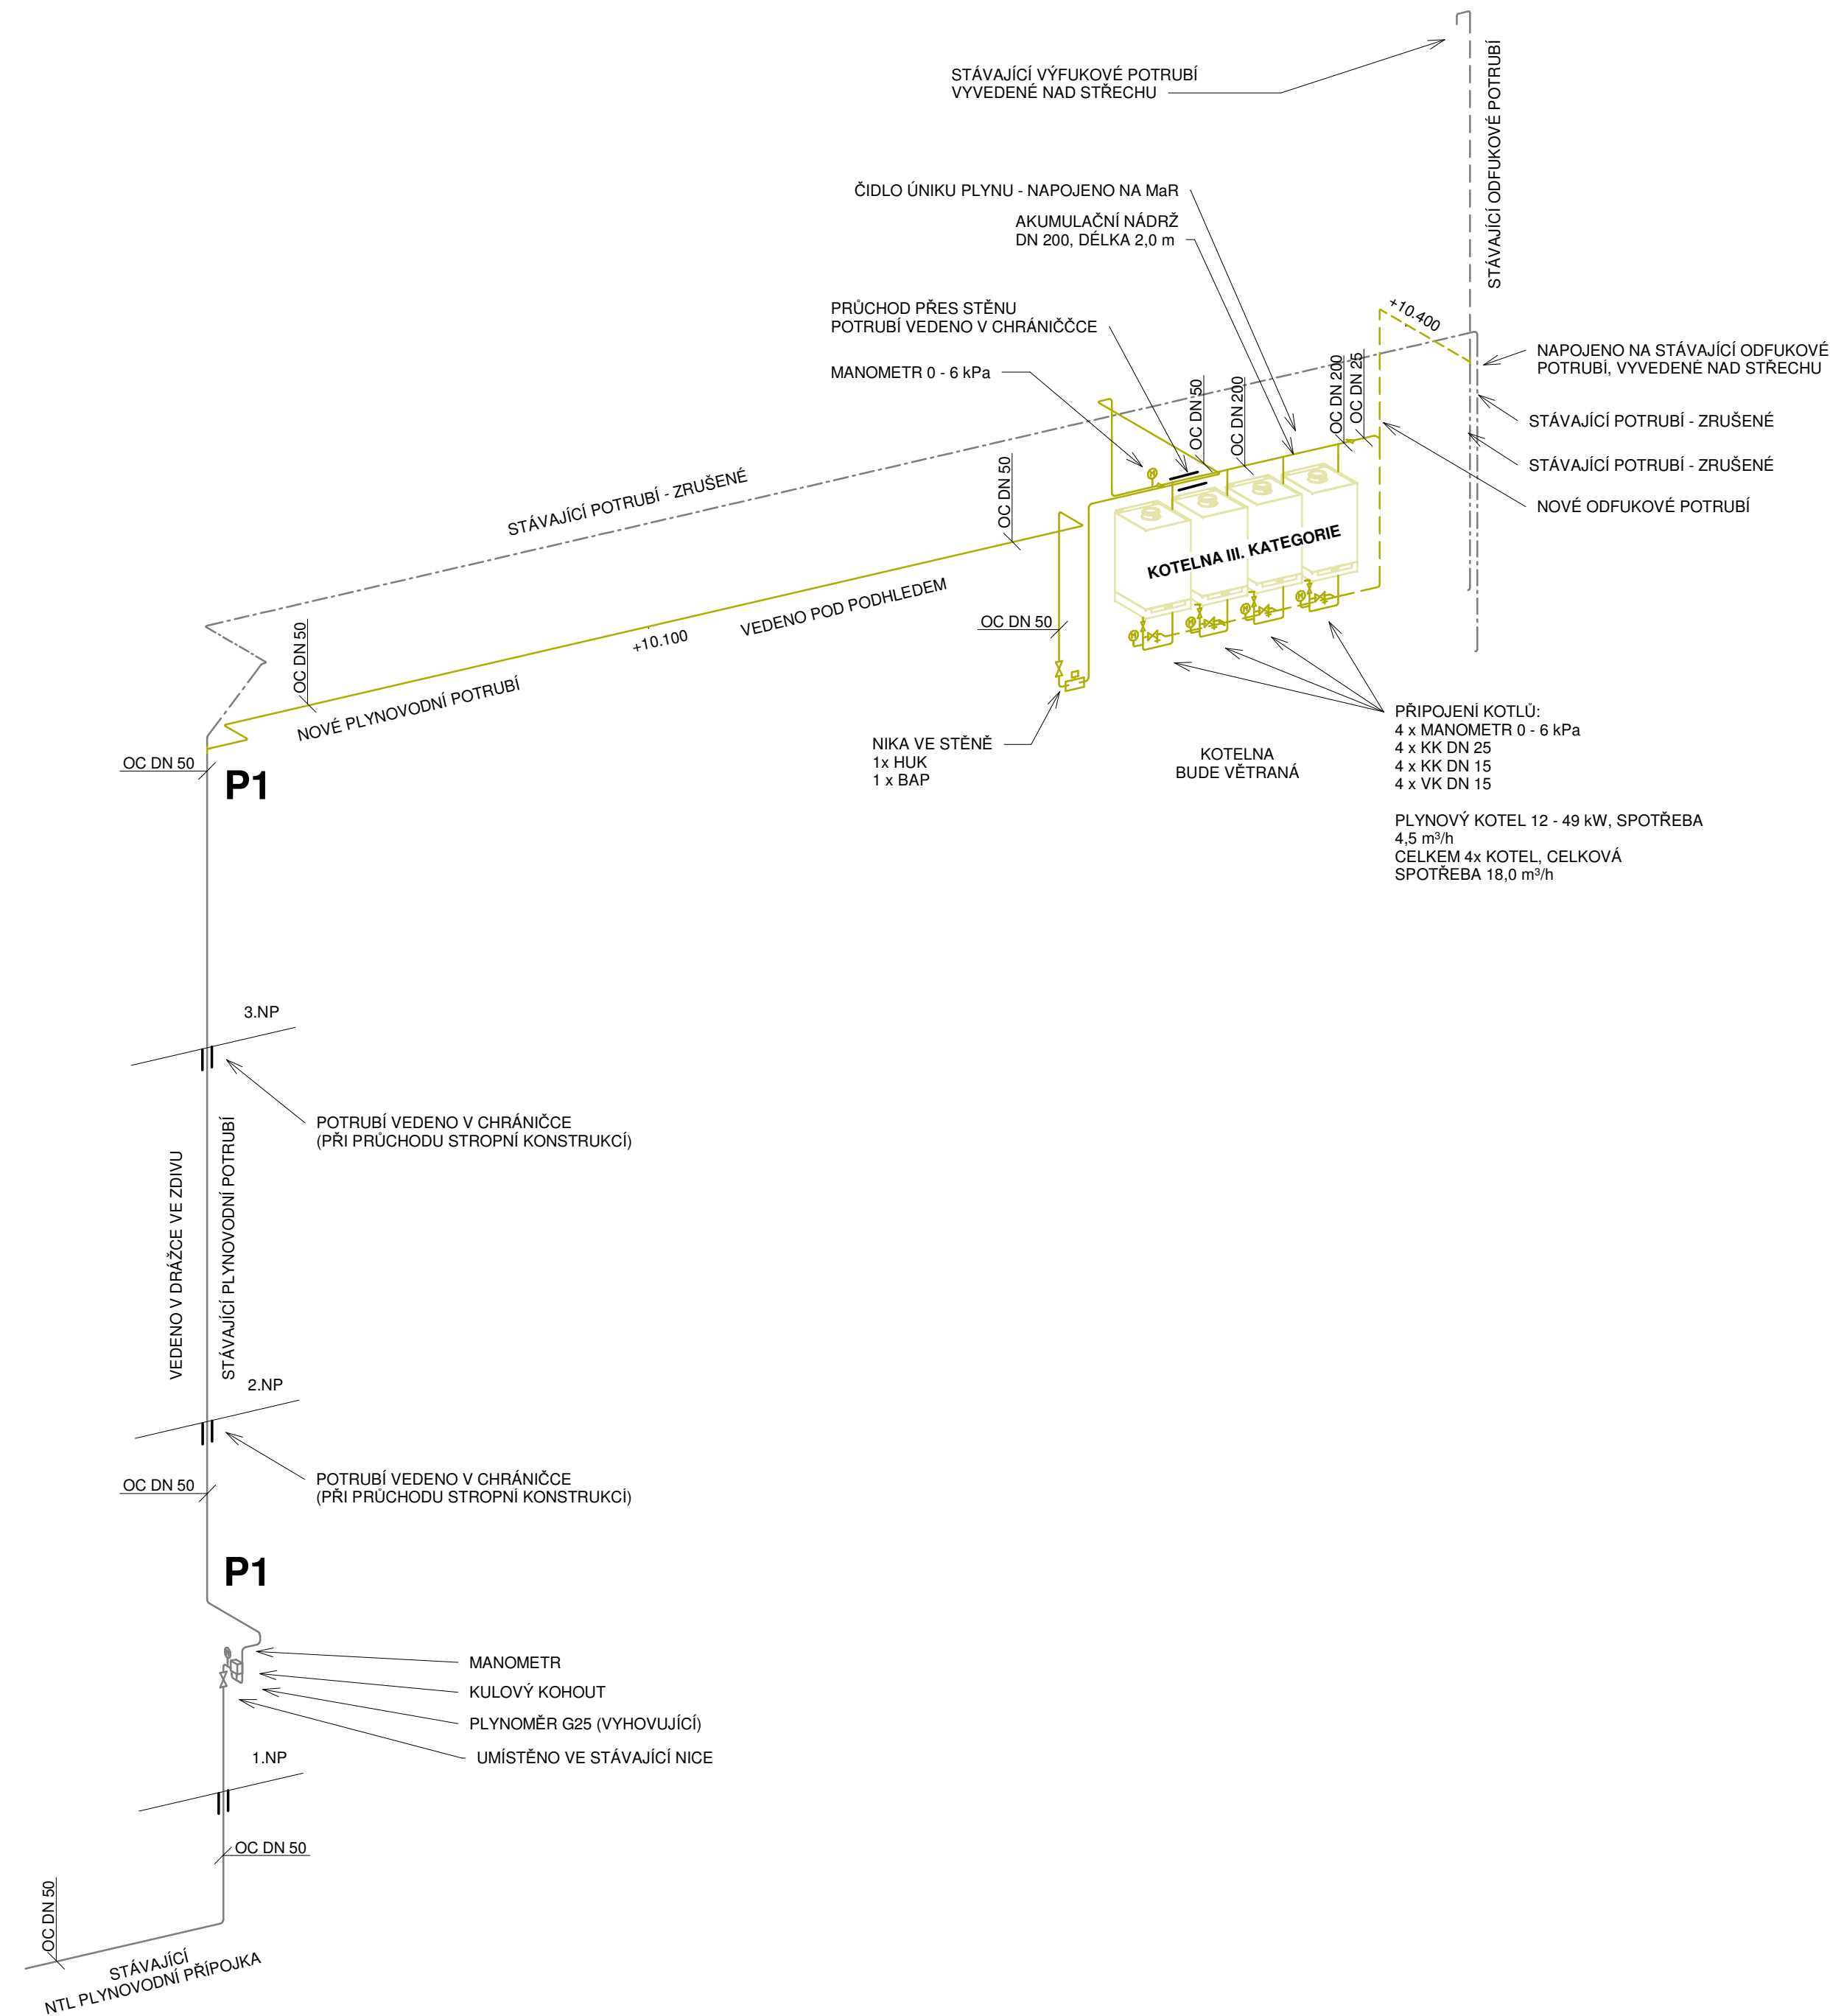 STÁVAJÍCÍ VÝFUKOVÉ POTRUBÍ
VYVEDENÉ NAD STŘECHU
STÁVAJÍCÍ ODFUKOVÉ POTRUBÍ
ČIDLO ÚNIKU PLYNU - NAPOJENO NA MaR
AKUMULAČNÍ NÁDRŽ
DN 200, DÉLKA 2,0 m
PRŮCHOD PŘES STĚNU
POTRUBÍ VEDENO V CHRÁNIČČCE
MANOMETR 0 - 6 kPa
+10.400
NAPOJENO NA STÁVAJÍCÍ ODFUKOVÉ
POTRUBÍ, VYVEDENÉ NAD STŘECHU
STÁVAJÍCÍ POTRUBÍ - ZRUŠENÉ
STÁVAJÍCÍ POTRUBÍ - ZRUŠENÉ
NOVÉ ODFUKOVÉ POTRUBÍ
OC DN 50
OC DN 200
OC DN 200
OC DN 25
STÁVAJÍCÍ POTRUBÍ - ZRUŠENÉ
OC DN 50
KOTELNA III. KATEGORIE
OC DN 50
VEDENO POD PODHLEDEM
+10.100
OC DN 50
NOVÉ PLYNOVODNÍ POTRUBÍ
NIKA VE STĚNĚ
1x HUK
1 x BAP
KOTELNA
BUDE VĚTRANÁ
PŘIPOJENÍ KOTLŮ:
4 x MANOMETR 0 - 6 kPa
4 x KK DN 25
4 x KK DN 15
4 x VK DN 15
PLYNOVÝ KOTEL 12 - 49 kW, SPOTŘEBA
4,5 m³/h
CELKEM 4x KOTEL, CELKOVÁ
SPOTŘEBA 18,0 m³/h
OC DN 50
P1
3.NP
POTRUBÍ VEDENO V CHRÁNIČCE
(PŘI PRŮCHODU STROPNÍ KONSTRUKCÍ)
VEDENO V DRÁŽCE VE ZDIVU
STÁVAJÍCÍ PLYNOVODNÍ POTRUBÍ
2.NP
POTRUBÍ VEDENO V CHRÁNIČCE
(PŘI PRŮCHODU STROPNÍ KONSTRUKCÍ)
OC DN 50
P1
MANOMETR
KULOVÝ KOHOUT
PLYNOMĚR G25 (VYHOVUJÍCÍ)
UMÍSTĚNO VE STÁVAJÍCÍ NICE
1.NP
OC DN 50
OC DN 50
STÁVAJÍCÍ
NTL PLYNOVODNÍ PŘÍPOJKA